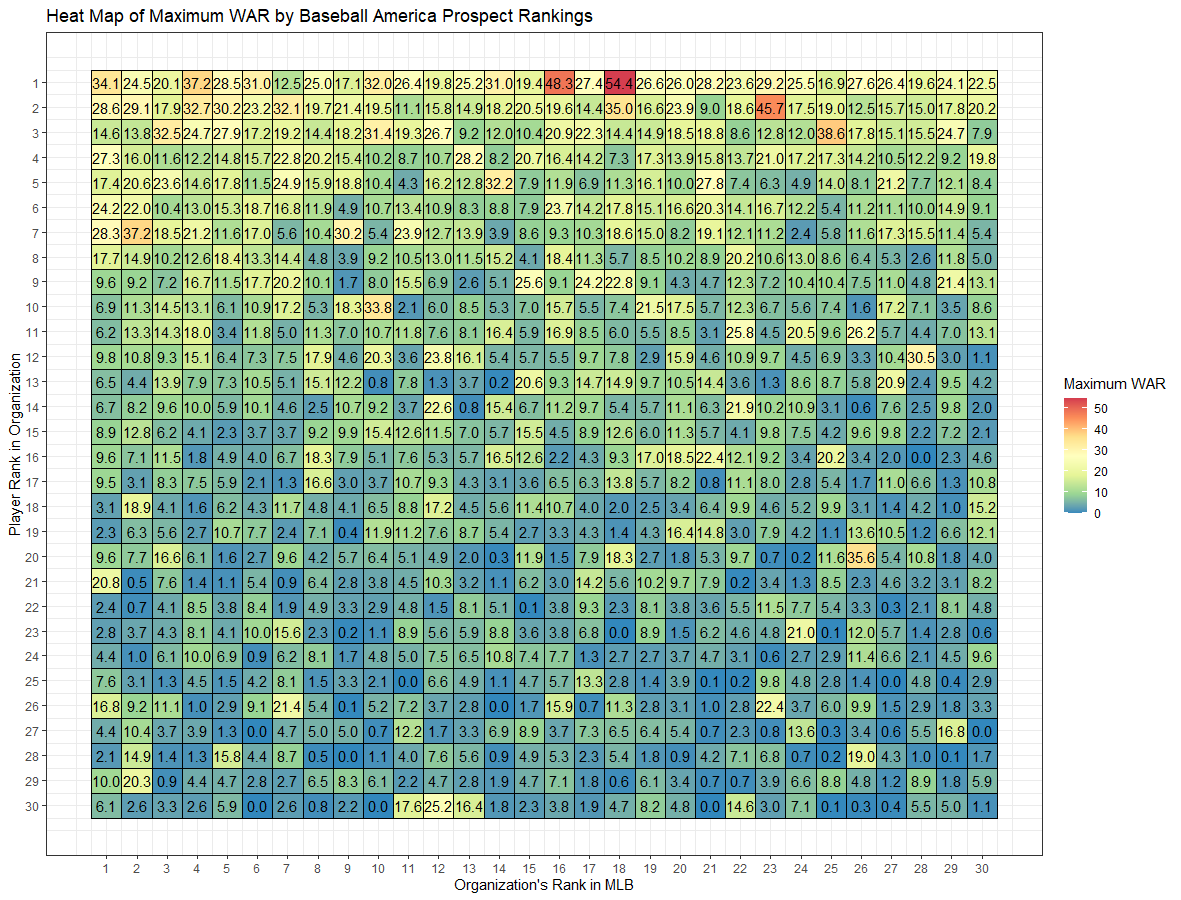 Heat Map of Maximum WAR by Baseball America Prospect Rankings
Player Rank in Organization
1 34.1 24.5 20.1 37.2 28.5 31.0 12.5 25.0 17.1 32.0 26.4 19.8 25.2 31.0 19.4 48.3 27.4 54.4 26.6 26.0 28.2 23.6 29.2 25.5 16.9 27.6 26.4 19.6 24.1 22.5
2 28.6 29.1 17.9 32.7 30.2 23.2 32.1 19.7 21.4 19.5 11.1 15.8 14.9 18.2 20.5 19.6 14.4 35.0 16.6 23.9 9.0 18.6 45.7 17.5 19.0 12.5 15.7 15.0 17.8 20.2
3 14.6 13.8 32.5 24.7 27.9 17.2 19.2 14.4 18.2 31.4 19.3 26.7 9.2 12.0 10.4 20.9 22.3 14.4 14.9 18.5 18.8 8.6 12.8 12.0 38.6 17.8 15.1 15.5 24.7 7.9
4 27.3 16.0 11.6 12.2 14.8 15.7 22.8 20.2 15.4 10.2 8.7 10.7 28.2 8.2 20.7 16.4 14.2 7.3 17.3 13.9 15.8 13.7 21.0 17.2 17.3 14.2 10.5 12.2 9.2 19.8
5 17.4 20.6 23.6 14.6 17.8 11.5 24.9 15.9 18.8 10.4 4.3 16.2 12.8 32.2 7.9 11.9 6.9 11.3 16.1 10.0 27.8 7.4 6.3 4.9 14.0 8.1 21.2 7.7 12.1 8.4
6 24.2 22.0 10.4 13.0 15.3 18.7 16.8 11.9 4.9 10.7 13.4 10.9 8.3 8.8 7.9 23.7 14.2 17.8 15.1 16.6 20.3 14.1 16.7 12.2 5.4 11.2 11.1 10.0 14.9 9.1
7 28.3 37.2 18.5 21.2 11.6 17.0 5.6 10.4 30.2 5.4 23.9 12.7 13.9 3.9 8.6 9.3 10.3 18.6 15.0 8.2 19.1 12.1 11.2 2.4 5.8 11.6 17.3 15.5 11.4 5.4
8 17.7 14.9 10.2 12.6 18.4 13.3 14.4 4.8 3.9 9.2 10.5 13.0 11.5 15.2 4.1 18.4 11.3 5.7 8.5 10.2 8.9 20.2 10.6 13.0 8.6 6.4 5.3 2.6 11.8 5.0
9 9.6 9.2 7.2 16.7 11.5 17.7 20.2 10.1 1.7 8.0 15.5 6.9 2.6 5.1 25.6 9.1 24.2 22.8 9.1 4.3 4.7 12.3 7.2 10.4 10.4 7.5 11.0 4.8 21.4 13.1
10 6.9 11.3 14.5 13.1 6.1 10.9 17.2 5.3 18.3 33.8 2.1 6.0 8.5 5.3 7.0 15.7 5.5 7.4 21.5 17.5 5.7 12.3 6.7 5.6 7.4 1.6 17.2 7.1 3.5 8.6
11 6.2 13.3 14.3 18.0 3.4 11.8 5.0 11.3 7.0 10.7 11.8 7.6 8.1 16.4 5.9 16.9 8.5 6.0 5.5 8.5 3.1 25.8 4.5 20.5 9.6 26.2 5.7 4.4 7.0 13.1
12 9.8 10.8 9.3 15.1 6.4 7.3 7.5 17.9 4.6 20.3 3.6 23.8 16.1 5.4 5.7 5.5 9.7 7.8 2.9 15.9 4.6 10.9 9.7 4.5 6.9 3.3 10.4 30.5 3.0 1.1
13 6.5 4.4 13.9 7.9 7.3 10.5 5.1 15.1 12.2 0.8 7.8 1.3 3.7 0.2 20.6 9.3 14.7 14.9 9.7 10.5 14.4 3.6 1.3 8.6 8.7 5.8 20.9 2.4 9.5 4.2
14 6.7 8.2 9.6 10.0 5.9 10.1 4.6 2.5 10.7 9.2 3.7 22.6 0.8 15.4 6.7 11.2 9.7 5.4 5.7 11.1 6.3 21.9 10.2 10.9 3.1 0.6 7.6 2.5 9.8 2.0
15 8.9 12.8 6.2 4.1 2.3 3.7 3.7 9.2 9.9 15.4 12.6 11.5 7.0 5.7 15.5 4.5 8.9 12.6 6.0 11.3 5.7 4.1 9.8 7.5 4.2 9.6 9.8 2.2 7.2 2.1
16 9.6 7.1 11.5 1.8 4.9 4.0 6.7 18.3 7.9 5.1 7.6 5.3 5.7 16.5 12.6 2.2 4.3 9.3 17.0 18.5 22.4 12.1 9.2 3.4 20.2 3.4 2.0 0.0 2.3 4.6
17 9.5 3.1 8.3 7.5 5.9 2.1 1.3 16.6 3.0 3.7 10.7 9.3 4.3 3.1 3.6 6.5 6.3 13.8 5.7 8.2 0.8 11.1 8.0 2.8 5.4 1.7 11.0 6.6 1.3 10.8
18 3.1 18.9 4.1 1.6 6.2 4.3 11.7 4.8 4.1 6.5 8.8 17.2 4.5 5.6 11.4 10.7 4.0 2.0 2.5 3.4 6.4 9.9 4.6 5.2 9.9 3.1 1.4 4.2 1.0 15.2
19 2.3 6.3 5.6 2.7 10.7 7.7 2.4 7.1 0.4 11.9 11.2 7.6 8.7 5.4 2.7 3.3 4.3 1.4 4.3 16.4 14.8 3.0 7.9 4.2 1.1 13.6 10.5 1.2 6.6 12.1
20 9.6 7.7 16.6 6.1 1.6 2.7 9.6 4.2 5.7 6.4 5.1 4.9 2.0 0.3 11.9 1.5 7.9 18.3 2.7 1.8 5.3 9.7 0.7 0.2 11.6 35.6 5.4 10.8 1.8 4.0
21 20.8 0.5 7.6 1.4 1.1 5.4 0.9 6.4 2.8 3.8 4.5 10.3 3.2 1.1 6.2 3.0 14.2 5.6 10.2 9.7 7.9 0.2 3.4 1.3 8.5 2.3 4.6 3.2 3.1 8.2
22 2.4 0.7 4.1 8.5 3.8 8.4 1.9 4.9 3.3 2.9 4.8 1.5 8.1 5.1 0.1 3.8 9.3 2.3 8.1 3.8 3.6 5.5 11.5 7.7 5.4 3.3 0.3 2.1 8.1 4.8
23 2.8 3.7 4.3 8.1 4.1 10.0 15.6 2.3 0.2 1.1 8.9 5.6 5.9 8.8 3.6 3.8 6.8 0.0 8.9 1.5 6.2 4.6 4.8 21.0 0.1 12.0 5.7 1.4 2.8 0.6
24 4.4 1.0 6.1 10.0 6.9 0.9 6.2 8.1 1.7 4.8 5.0 7.5 6.5 10.8 7.4 7.7 1.3 2.7 2.7 3.7 4.7 3.1 0.6 2.7 2.9 11.4 6.6 2.1 4.5 9.6
25 7.6 3.1 1.3 4.5 1.5 4.2 8.1 1.5 3.3 2.1 0.0 6.6 4.9 1.1 4.7 5.7 13.3 2.8 1.4 3.9 0.1 0.2 9.8 4.8 2.8 1.4 0.0 4.8 0.4 2.9
26 16.8 9.2 11.1 1.0 2.9 9.1 21.4 5.4 0.1 5.2 7.2 3.7 2.8 0.0 1.7 15.9 0.7 11.3 2.8 3.1 1.0 2.8 22.4 3.7 6.0 9.9 1.5 2.9 1.8 3.3
27 4.4 10.4 3.7 3.9 1.3 0.0 4.7 5.0 5.0 0.7 12.2 1.7 3.3 6.9 8.9 3.7 7.3 6.5 6.4 5.4 0.7 2.3 0.8 13.6 0.3 3.4 0.6 5.5 16.8 0.0
28 2.1 14.9 1.4 1.3 15.8 4.4 8.7 0.5 0.0 1.1 4.0 7.6 5.6 0.9 4.9 5.3 2.3 5.4 1.8 0.9 4.2 7.1 6.8 0.7 0.2 19.0 4.3 1.0 0.1 1.7
29 10.0 20.3 0.9 4.4 4.7 2.8 2.7 6.5 8.3 6.1 2.2 4.7 2.8 1.9 4.7 7.1 1.8 0.6 6.1 3.4 0.7 0.7 3.9 6.6 8.8 4.8 1.2 8.9 1.8 5.9
30 6.1 2.6 3.3 2.6 5.9 0.0 2.6 0.8 2.2 0.0 17.6 25.2 16.4 1.8 2.3 3.8 1.9 4.7 8.2 4.8 0.0 14.6 3.0 7.1 0.1 0.3 0.4 5.5 5.0 1.1
1 2 3 4 5 6 7 8 9 10 11 12 13 14 15 16 17 18 19 20 21 22 23 24 25 26 27 28 29 30
Organization's Rank in MLB
Maximum WAR
50
40
30
20
10
0